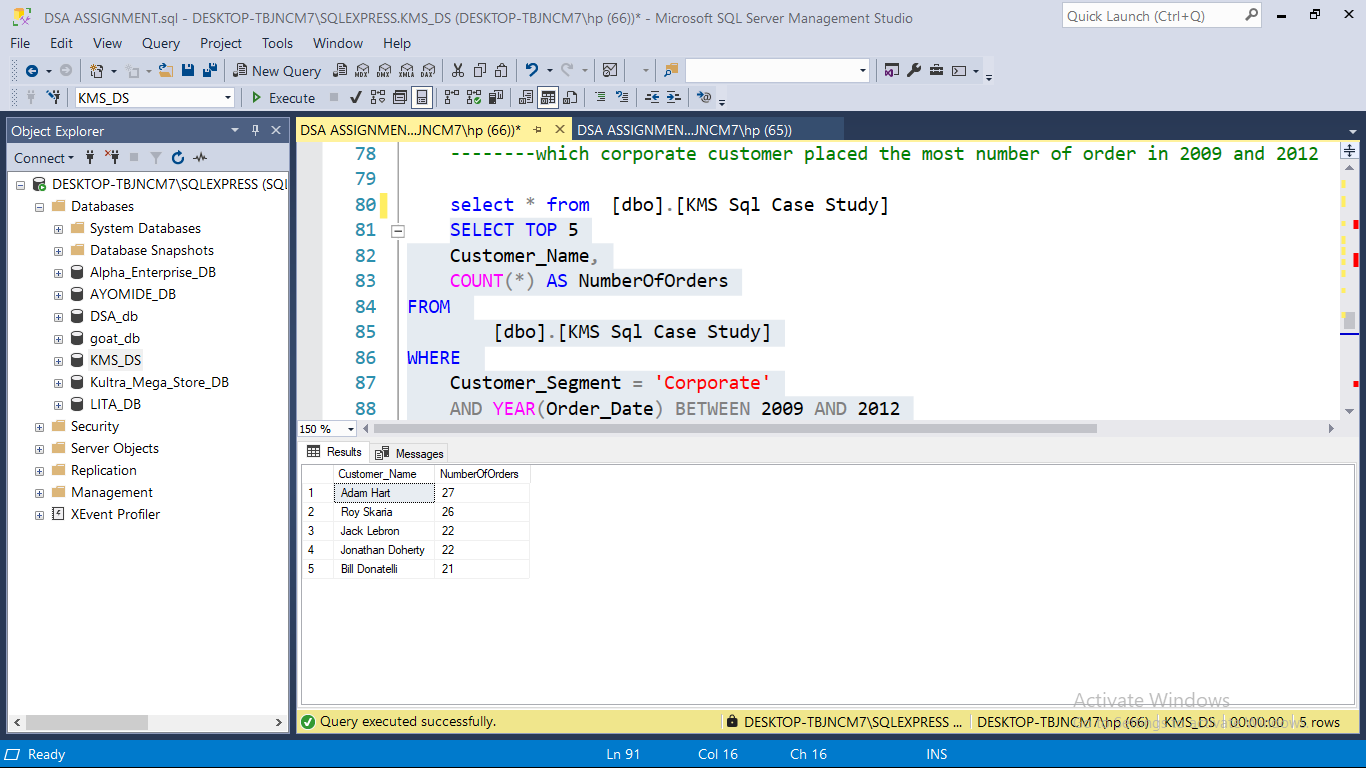 DSA ASSIGNMENT.sql - DESKTOP-TBJNCM7\SQLEXPRESS.KMS_DS (DESKTOP-TBJNCM7\hp (66))* - Microsoft SQL Server Management Studio
Quick Launch (Ctrl+Q)
File Edit View Query Project Tools Window Help
New Query MDX DMX XMLA DAX
KMS_DS Execute
Object Explorer
Connect
DESKTOP-TBJNCM7\SQLEXPRESS (SQL
Databases
System Databases
Database Snapshots
Alpha_Enterprise_DB
AYOMIDE_DB
DSA_db
goat_db
KMS_DS
Kultra_Mega_Store_DB
LITA_DB
Security
Server Objects
Replication
Management
XEvent Profiler
DSA ASSIGNMEN...JNCM7\hp (66))* DSA ASSIGNMEN...JNCM7\hp (65))
78 --------which corporate customer placed the most number of order in 2009 and 2012
79
80 select * from [dbo].[KMS Sql Case Study]
81 SELECT TOP 5
82 Customer_Name,
83 COUNT(*) AS NumberOfOrders
84 FROM
85 [dbo].[KMS Sql Case Study]
86 WHERE
87 Customer_Segment = 'Corporate'
88 AND YEAR(Order_Date) BETWEEN 2009 AND 2012
150 %
Results Messages
Customer_Name NumberOfOrders
1 Adam Hart 27
2 Roy Skaria 26
3 Jack Lebron 22
4 Jonathan Doherty 22
5 Bill Donatelli 21
Activate Windows
Query executed successfully. DESKTOP-TBJNCM7\SQLEXPRESS ... DESKTOP-TBJNCM7\hp (66) KMS_DS 00:00:00 5 rows
Ready Ln 91 Col 16 Ch 16 INS